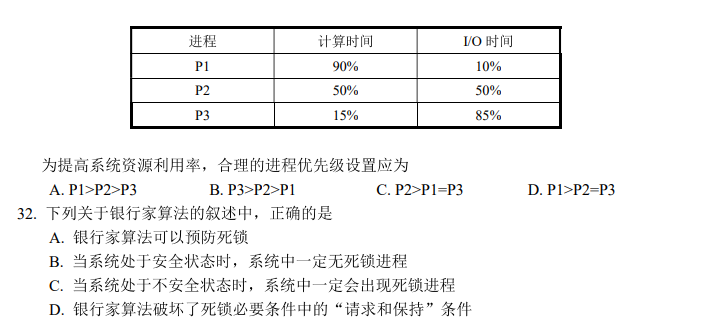 进程 计算时间 I/O 时间
P1 90% 10%
P2 50% 50%
P3 15% 85%
为提高系统资源利用率，合理的进程优先级设置应为
A. P1>P2>P3 B. P3>P2>P1 C. P2>P1=P3 D. P1>P2=P3
32. 下列关于银行家算法的叙述中，正确的是
A. 银行家算法可以预防死锁
B. 当系统处于安全状态时，系统中一定无死锁进程
C. 当系统处于不安全状态时，系统中一定会出现死锁进程
D. 银行家算法破坏了死锁必要条件中的“请求和保持”条件